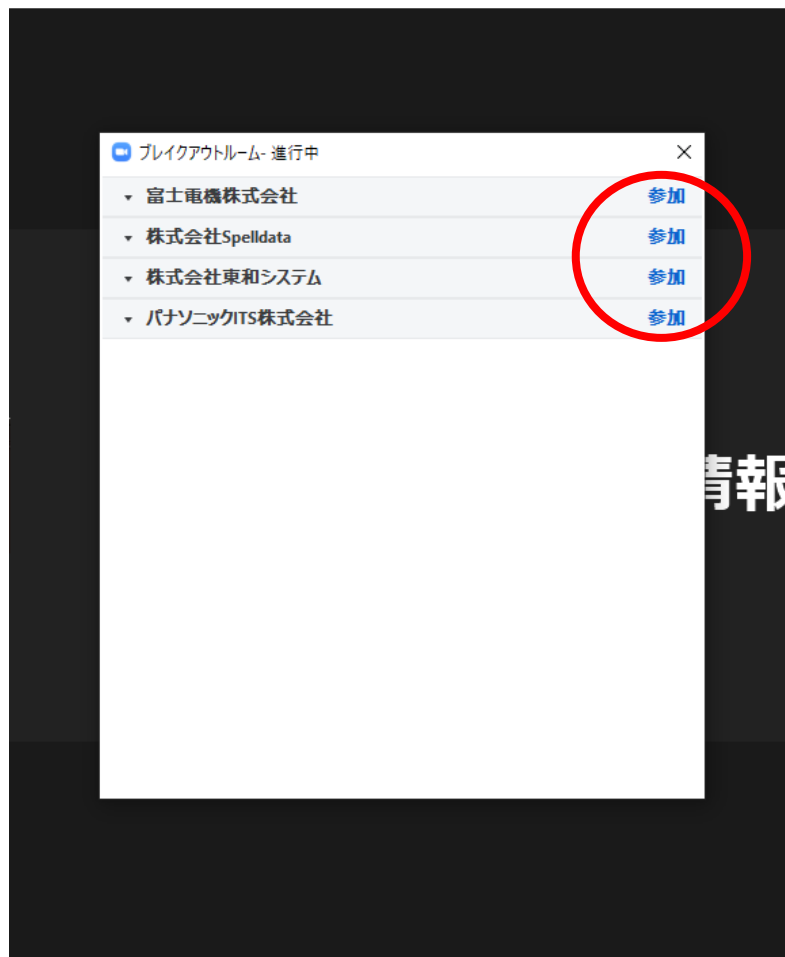 ブレイクアウトルーム- 進行中
富士電機株式会社 参加
株式会社Spelldata 参加
株式会社東和システム 参加
パナソニックITS株式会社 参加
情報